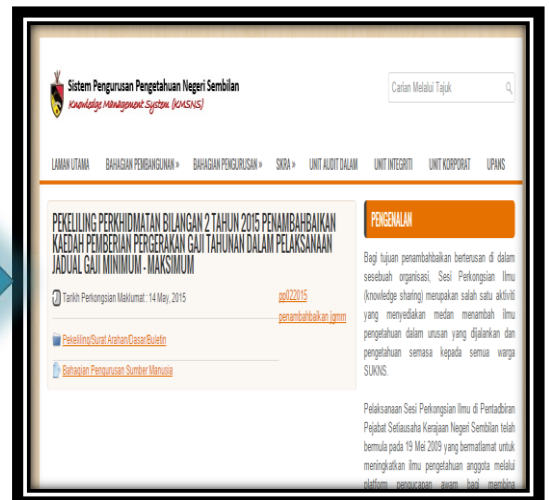 Sistem Pengurusan Pengetahuan Negeri Sembilan
Knowledge Management System (KMSNS)
Carian Melalui Tajuk
LAMAN UTAMA BAHAGIAN PEMBANGUNAN » BAHAGIAN PENGURUSAN » SKRA » UNIT AUDIT DALAM UNIT INTEGRITI UNIT KORPORAT UPANS
PEKELILING PERKHIDMATAN BILANGAN 2 TAHUN 2015 PENAMBAHBAIKAN
KAEDAH PEMBERIAN PERGERAKAN GAJI TAHUNAN DALAM PELAKSANAAN
JADUAL GAJI MINIMUM - MAKSIMUM
Tarikh Perkongsian Maklumat : 14 May, 2015
Pekeliling/Surat Arahan/Dasar/Buletin
Bahagian Pengurusan Sumber Manusia
pp022015
penambahbaikan jgmm
PENGENALAN
Bagi tujuan penambahbaikan berterusan di dalam
sesebuah organisasi, Sesi Perkongsian Ilmu
(knowledge sharing) merupakan salah satu aktiviti
yang menyediakan medan menambah ilmu
pengetahuan dalam urusan yang dijalankan dan
pengetahuan semasa kepada semua warga
SUKNS.
Pelaksanaan Sesi Perkongsian Ilmu di Pentadbiran
Pejabat Setiausaha Kerajaan Negeri Sembilan telah
bermula pada 19 Mei 2009 yang bermatlamat untuk
meningkatkan ilmu pengetahuan anggota melalui
platform pengucapan awam bagi membina